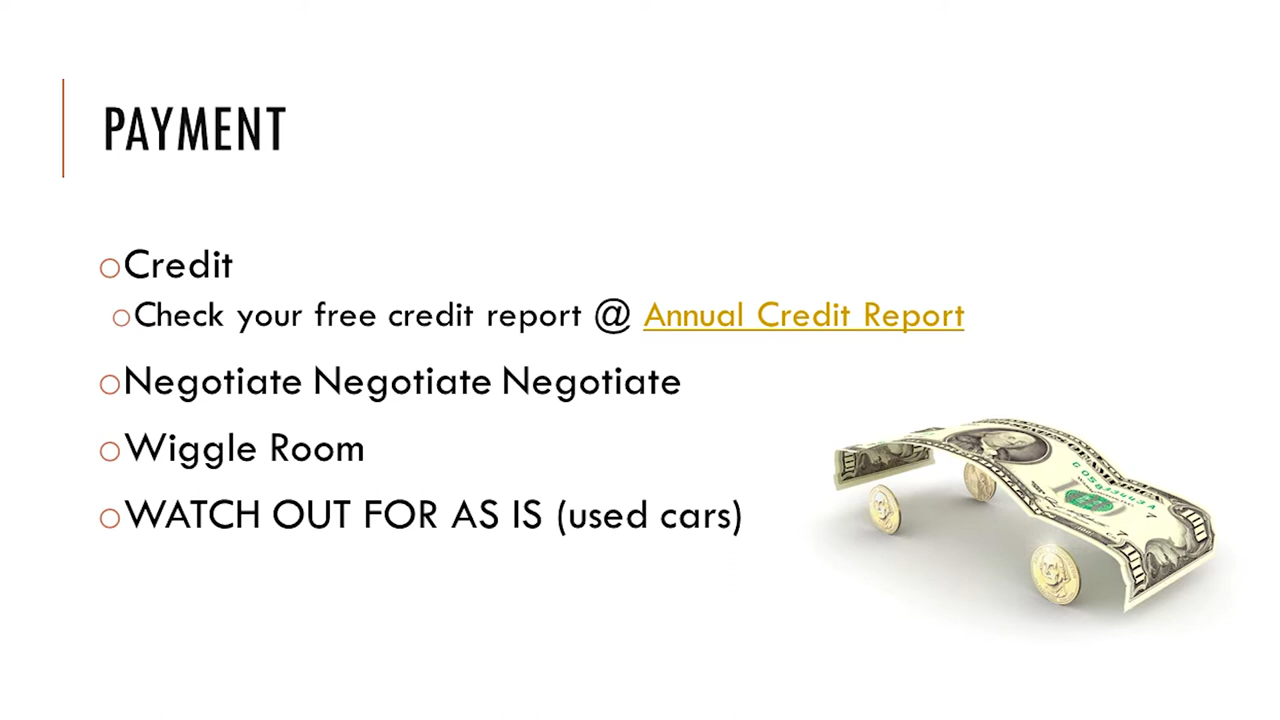 PAYMENT
Credit
Check your free credit report @ Annual Credit Report
Negotiate Negotiate Negotiate
Wiggle Room
WATCH OUT FOR AS IS (used cars)